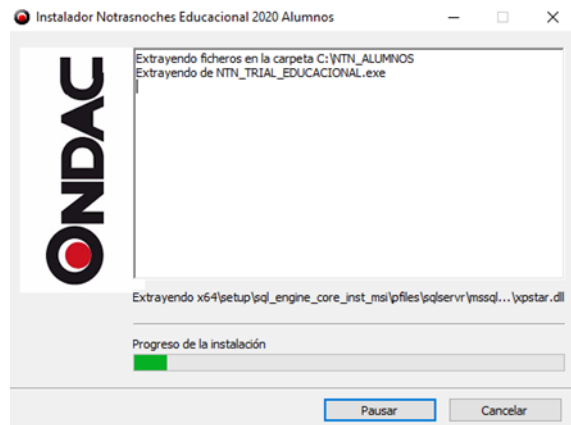 Instalador Notrasnoches Educacional 2020 Alumnos
Extrayendo ficheros en la carpeta C:\NTN_ALUMNOS
Extrayendo de NTN_TRIAL_EDUCACIONAL.exe
ONDAC
Extrayendo x64\setup\sql_engine_core_inst_msi\pfiles\sqlservr\mssql...\xpstar.dll
Progreso de la instalación
Pausar
Cancelar